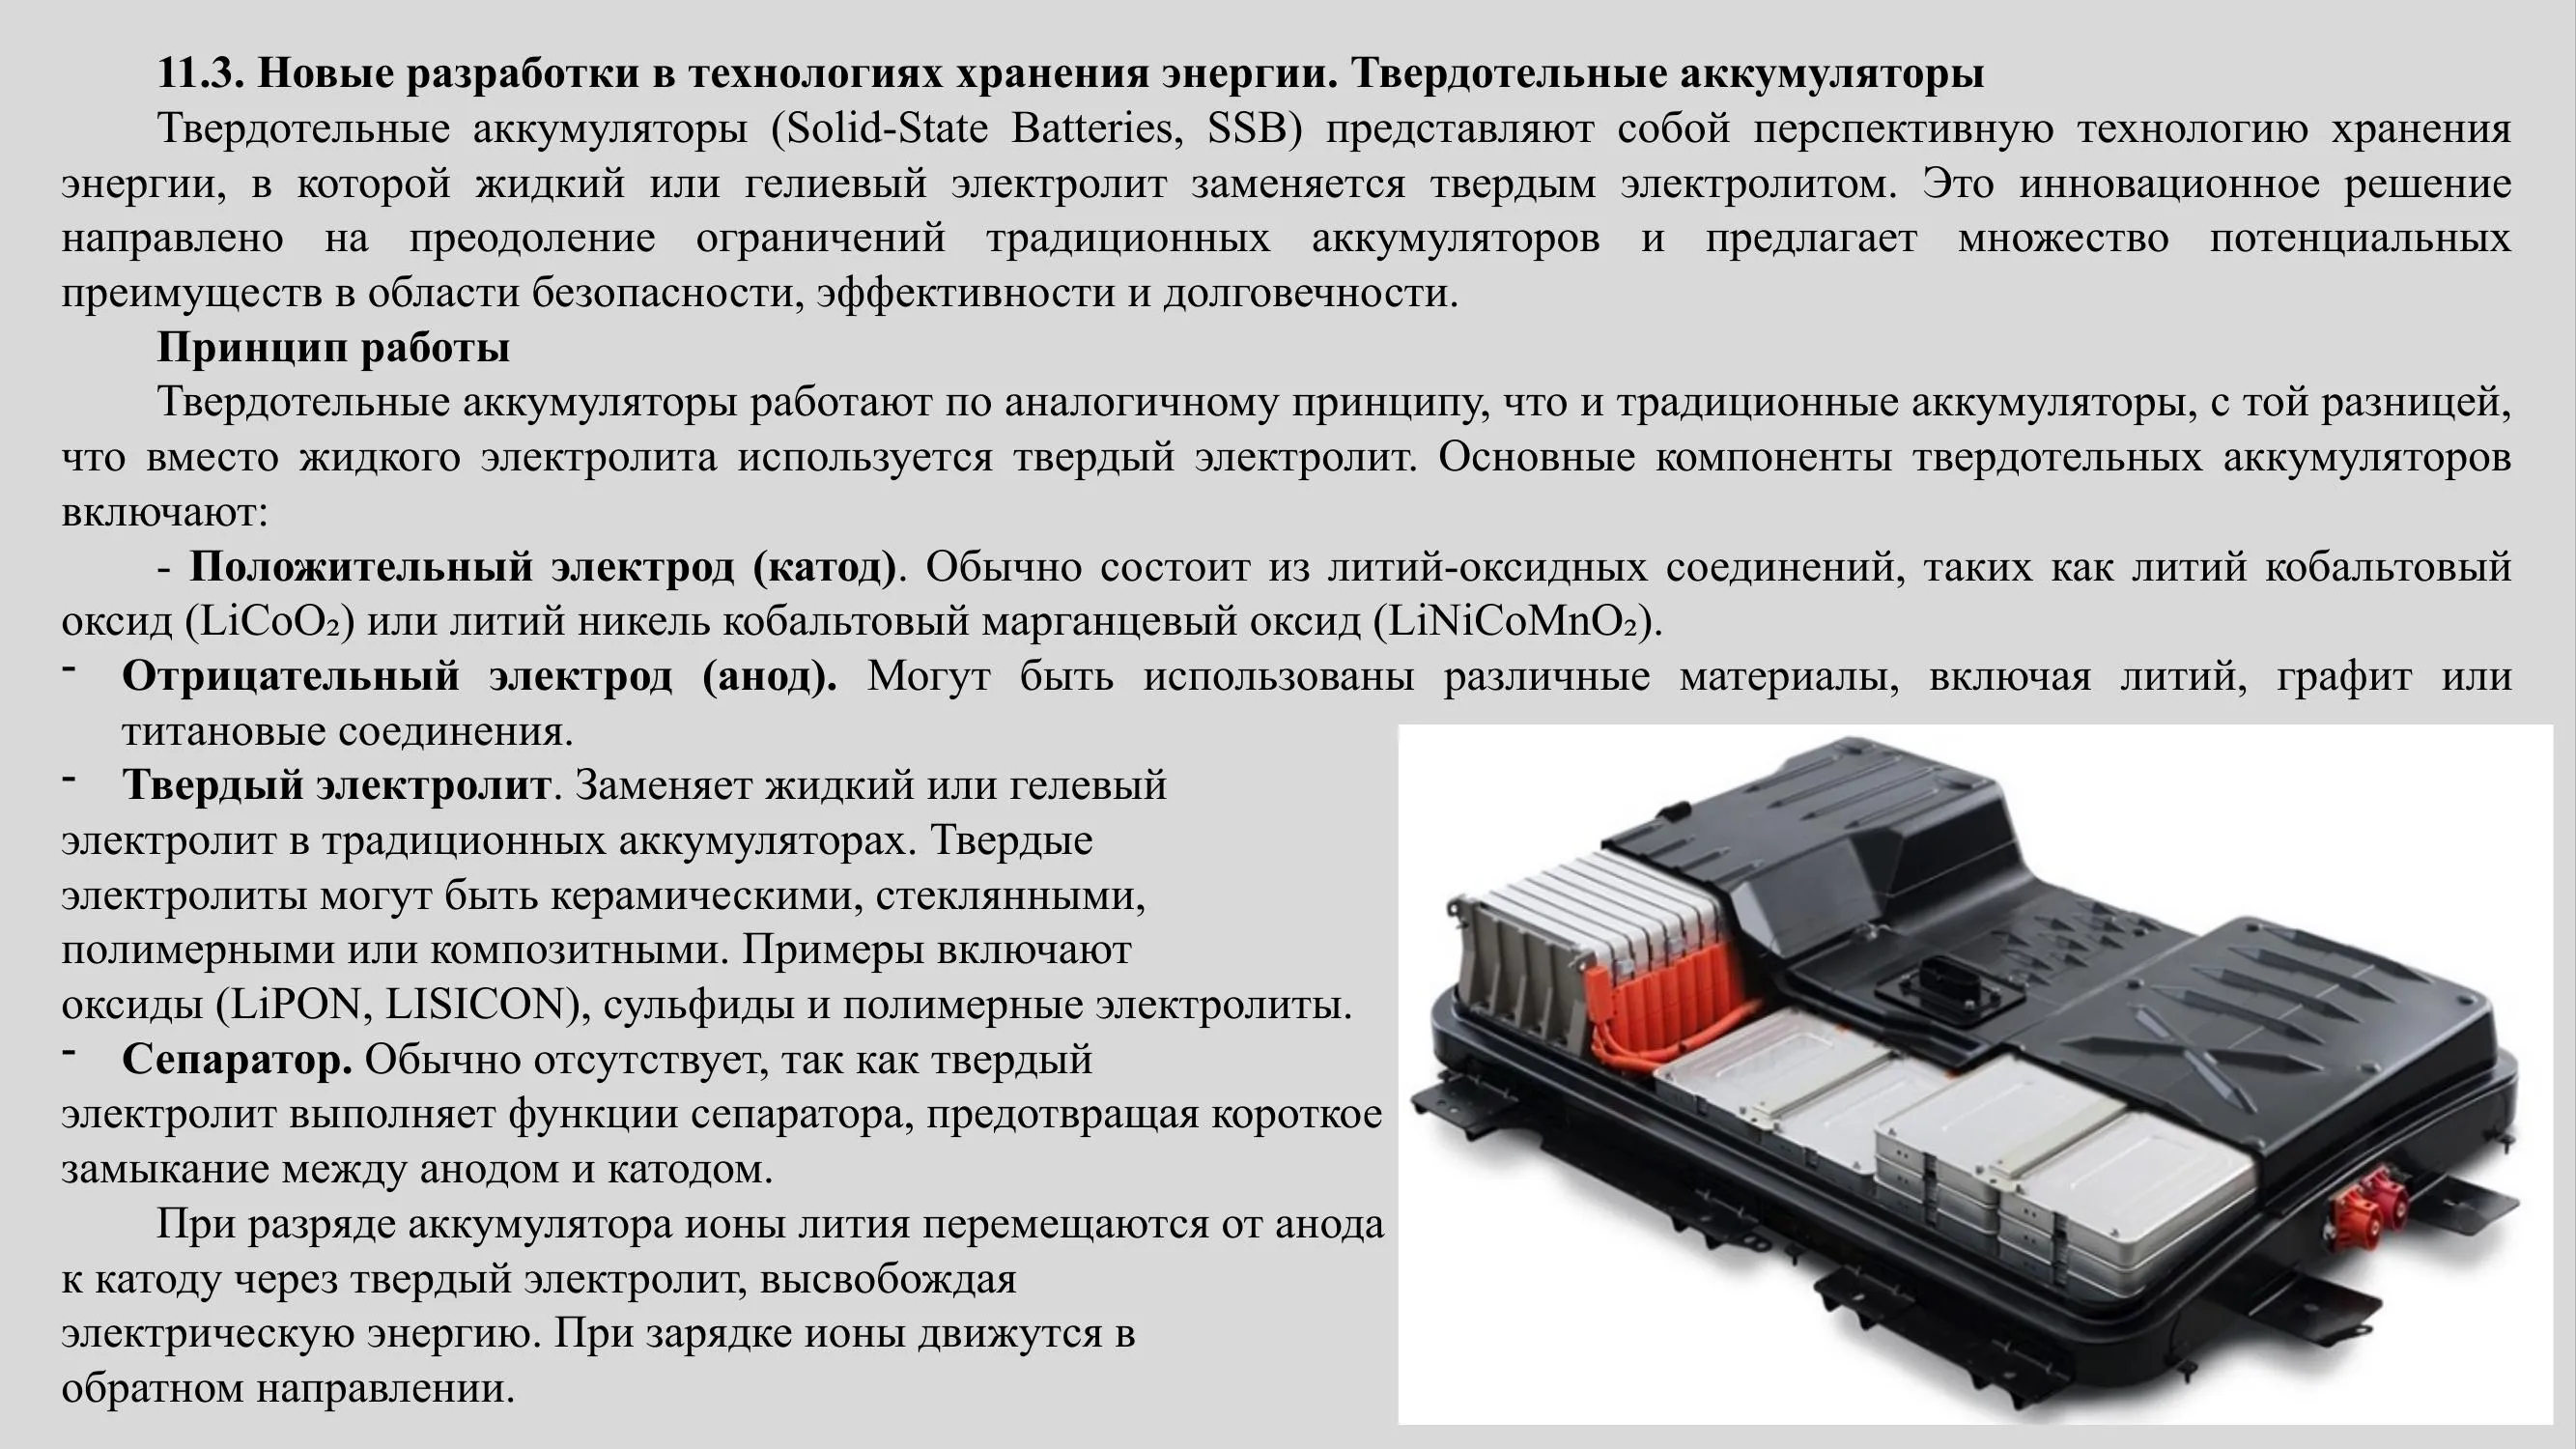 11.3. Новые разработки в технологиях хранения энергии. Твердотельные аккумуляторы
Твердотельные аккумуляторы (Solid-State Batteries, SSB) представляют собой перспективную технологию хранения
энергии, в которой жидкий или гелиевый электролит заменяется твердым электролитом. Это инновационное решение
направлено на преодоление ограничений традиционных аккумуляторов и предлагает множество потенциальных
преимуществ в области безопасности, эффективности и долговечности.
Принцип работы
Твердотельные аккумуляторы работают по аналогичному принципу, что и традиционные аккумуляторы, с той разницей,
что вместо жидкого электролита используется твердый электролит. Основные компоненты твердотельных аккумуляторов
включают:
- Положительный электрод (катод). Обычно состоит из литий-оксидных соединений, таких как литий кобальтовый
оксид (LiCoO₂) или литий никель кобальтовый марганцевый оксид (LiNiCoMnO₂).
- Отрицательный электрод (анод). Могут быть использованы различные материалы, включая литий, графит или
титановые соединения.
- Твердый электролит. Заменяет жидкий или гелевый
электролит в традиционных аккумуляторах. Твердые
электролиты могут быть керамическими, стеклянными,
полимерными или композитными. Примеры включают
оксиды (LiPON, LISICON), сульфиды и полимерные электролиты.
- Сепаратор. Обычно отсутствует, так как твердый
электролит выполняет функции сепаратора, предотвращая короткое
замыкание между анодом и катодом.
При разряде аккумулятора ионы лития перемещаются от анода
к катоду через твердый электролит, высвобождая
электрическую энергию. При зарядке ионы движутся в
обратном направлении.